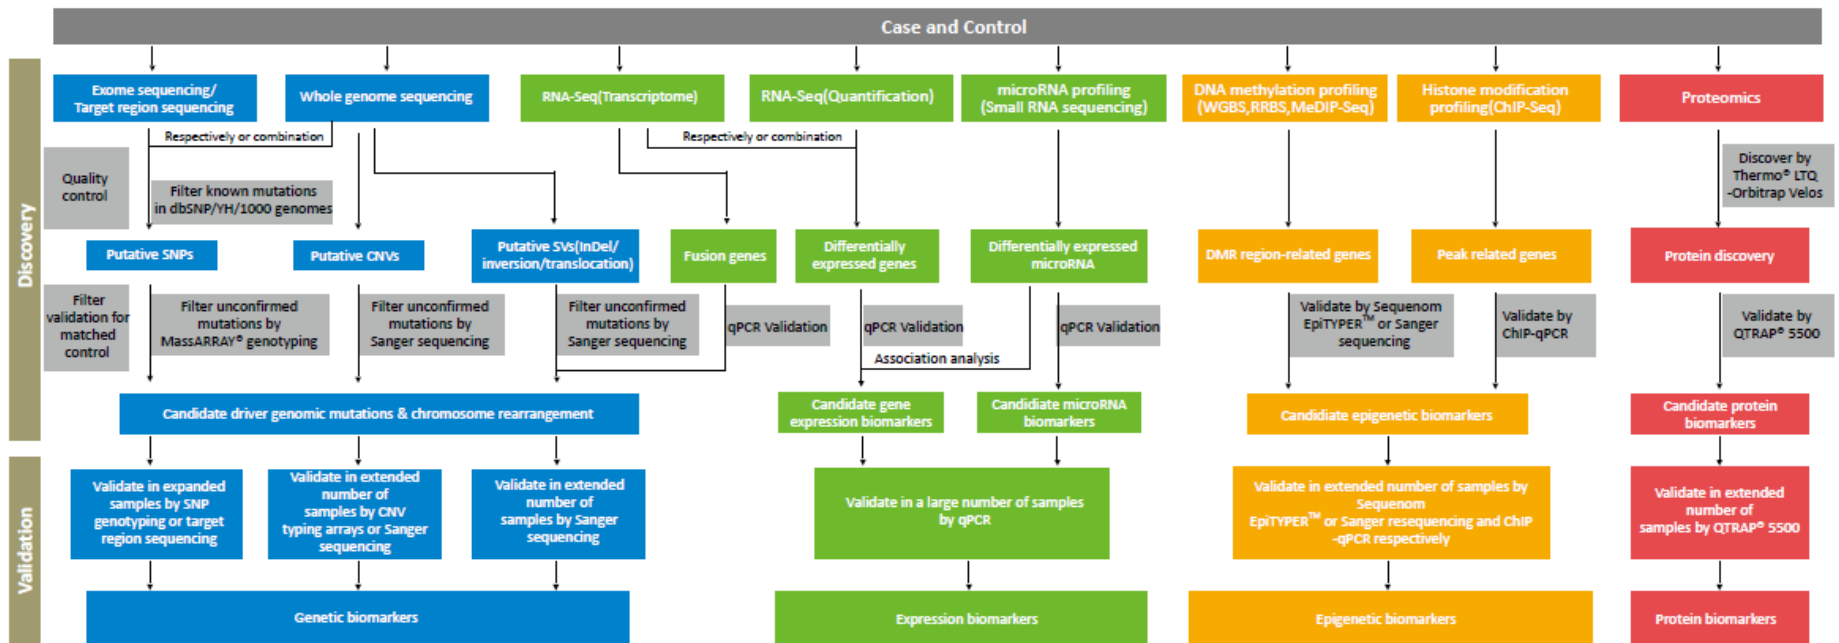 Case and Control
Discovery
Exome sequencing/
Target region sequencing
Whole genome sequencing
RNA-Seq(Transcriptome)
RNA-Seq(Quantification)
microRNA profiling
(Small RNA sequencing)
DNA methylation profiling
(WGBS,RRBS,MeDIP-Seq)
Histone modification
profiling(ChIP-Seq)
Proteomics
Respectively or combination
Respectively or combination
Quality
control
Filter known mutations
in dbSNP/YH/1000 genomes
Discover by
Thermo® LTQ
-Orbitrap Velos
Putative SNPs
Putative CNVs
Putative SVs(InDel/
inversion/translocation)
Fusion genes
Differentially
expressed genes
Differentially expressed
microRNA
DMR region-related genes
Peak related genes
Protein discovery
Filter
validation for
matched
control
Filter unconfirmed
mutations by
MassARRAY® genotyping
Filter unconfirmed
mutations by
Sanger sequencing
Filter unconfirmed
mutations by
Sanger sequencing
qPCR Validation
qPCR Validation
qPCR Validation
Association analysis
Validate by Sequenom
EpiTYPER™ or Sanger
sequencing
Validate by
ChIP-qPCR
Validate by
QTRAP® 5500
Candidate driver genomic mutations & chromosome rearrangement
Candidate gene
expression biomarkers
Candidiate microRNA
biomarkers
Candidiate epigenetic biomarkers
Candidate protein
biomarkers
Validation
Validate in expanded
samples by SNP
genotyping or target
region sequencing
Validate in extended
number of
samples by CNV
typing arrays or Sanger
sequencing
Validate in extended
number of
samples by Sanger
sequencing
Validate in a large number of samples
by qPCR
Validate in extended number of samples by
Sequenom
EpiTYPER™ or Sanger resequencing and ChIP
-qPCR respectively
Validate in extended
number of
samples by QTRAP® 5500
Genetic biomarkers
Expression biomarkers
Epigenetic biomarkers
Protein biomarkers